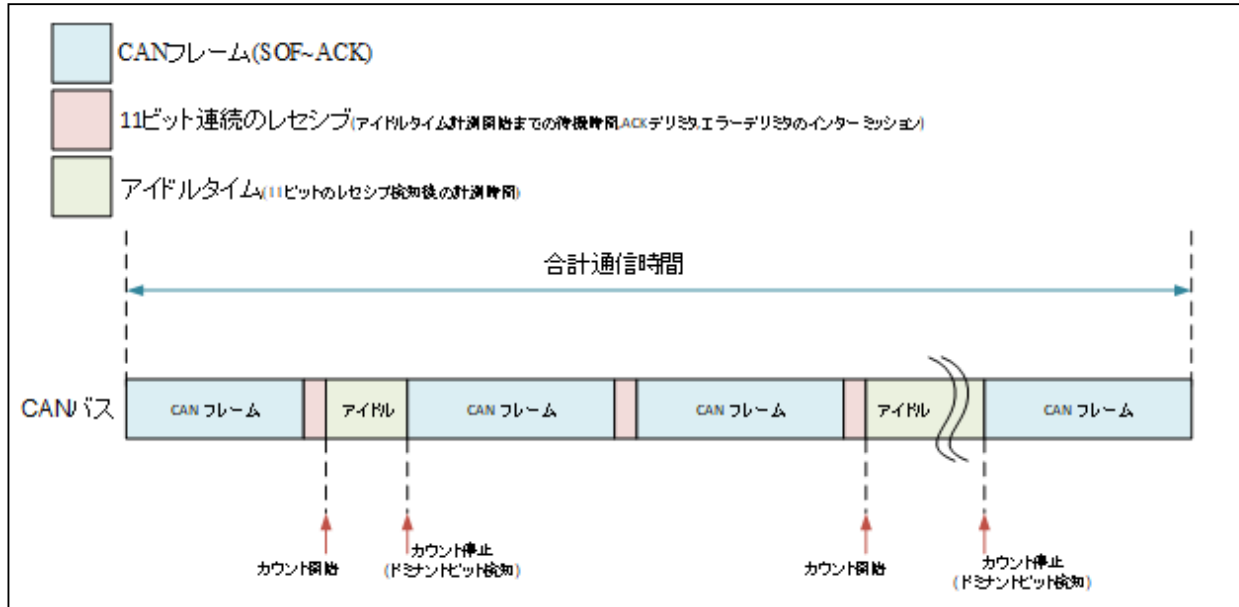 CANフレーム(SOF~ACK)
11ビット連続のレセシブ(アイドルタイム計測開始までの待機時間,ACKデリミタ,エラーデリミタのインターミッション)
アイドルタイム(11ビットのレセシブ検知後の計測時間)
合計通信時間
CANバス CAN フレーム アイドル CAN フレーム CAN フレーム アイドル CAN フレーム
カウント開始 カウント停止 カウント開始 カウント停止
(ドミナントビット検知) (ドミナントビット検知)